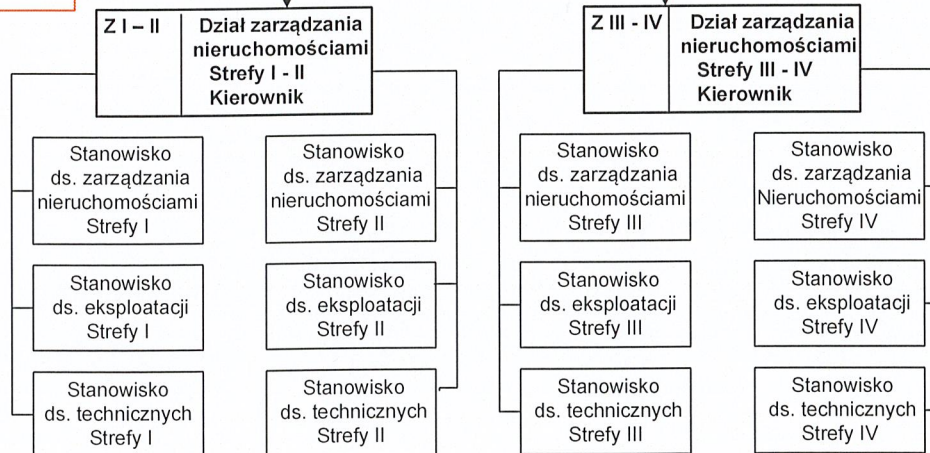 Z I – II
Dział zarządzania
nieruchomościami
Strefy I - II
Kierownik
Z III - IV
Dział zarządzania
nieruchomościami
Strefy III - IV
Kierownik
Stanowisko
ds. zarządzania
nieruchomościami
Strefy I
Stanowisko
ds. zarządzania
nieruchomościami
Strefy II
Stanowisko
ds. zarządzania
nieruchomościami
Strefy III
Stanowisko
ds. zarządzania
Nieruchomościami
Strefy IV
Stanowisko
ds. eksploatacji
Strefy I
Stanowisko
ds. eksploatacji
Strefy II
Stanowisko
ds. eksploatacji
Strefy III
Stanowisko
ds. eksploatacji
Strefy IV
Stanowisko
ds. technicznych
Strefy I
Stanowisko
ds. technicznych
Strefy II
Stanowisko
ds. technicznych
Strefy III
Stanowisko
ds. technicznych
Strefy IV